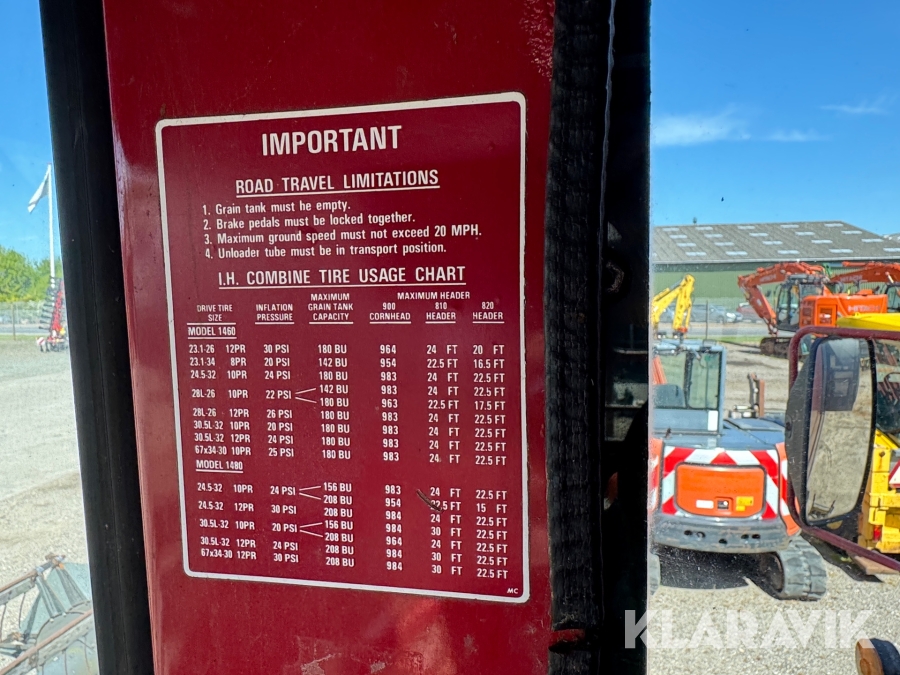 IMPORTANT
ROAD TRAVEL LIMITATIONS
1. Grain tank must be empty.
2. Brake pedals must be locked together.
3. Maximum ground speed must not exceed 20 MPH.
4. Unloader tube must be in transport position.
I.H. COMBINE TIRE USAGE CHART
DRIVE TIRE SIZE INFLATION PRESSURE MAXIMUM GRAIN TANK CAPACITY MAXIMUM HEADER 900 CORNHEAD 810 HEADER 820 HEADER
MODEL 1460
23.1-26 12PR 30 PSI 180 BU 964 24 FT 20 FT
23.1-34 8PR 20 PSI 142 BU 954 22.5 FT 16.5 FT
24.5-32 10PR 24 PSI 180 BU 983 24 FT 22.5 FT
28L-26 10PR 22 PSI 142 BU 983 24 FT 22.5 FT
180 BU 963 22.5 FT 17.5 FT
28L-26 12PR 26 PSI 180 BU 983 24 FT 22.5 FT
30.5L-32 10PR 20 PSI 180 BU 983 24 FT 22.5 FT
30.5L-32 12PR 24 PSI 180 BU 983 24 FT 22.5 FT
67x34-30 10PR 25 PSI 180 BU 983 24 FT 22.5 FT
MODEL 1480
24.5-32 10PR 24 PSI 156 BU 983 24 FT 22.5 FT
208 BU 954 22.5 FT 15 FT
24.5-32 12PR 30 PSI 208 BU 984 24 FT 22.5 FT
30.5L-32 10PR 20 PSI 156 BU 984 30 FT 22.5 FT
208 BU 964 24 FT 22.5 FT
30.5L-32 12PR 24 PSI 208 BU 984 30 FT 22.5 FT
67x34-30 12PR 30 PSI 208 BU 984 30 FT 22.5 FT
MC
KLARAVIK